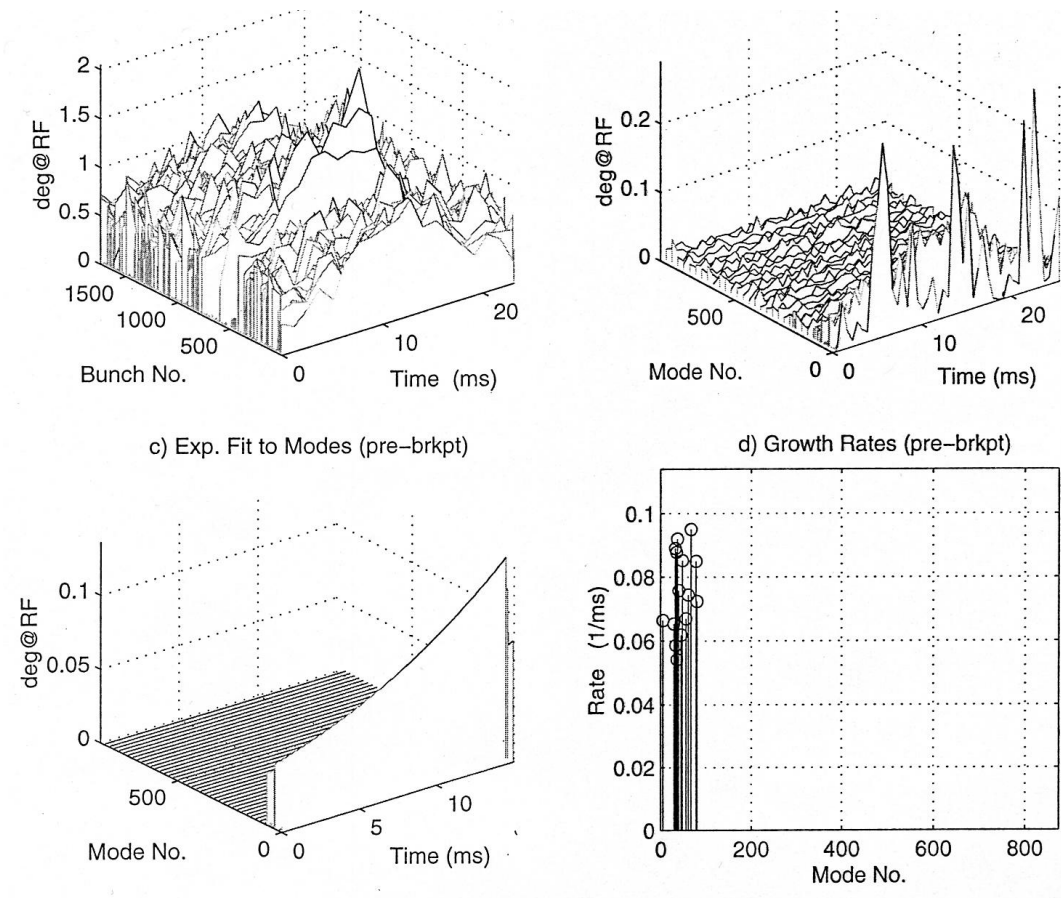 2
1.5
1
0.5
0
deg@RF
1500
1000
500
0
10
20
Bunch No.
Time (ms)
0.2
0.1
0
deg@RF
500
0
0
10
20
Mode No.
Time (ms)
c) Exp. Fit to Modes (pre-brkpt)
0.1
0.05
0
deg@RF
500
0
0
5
10
Mode No.
Time (ms)
d) Growth Rates (pre-brkpt)
0.1
0.08
0.06
0.04
0.02
0
Rate (1/ms)
0
200
400
600
800
Mode No.